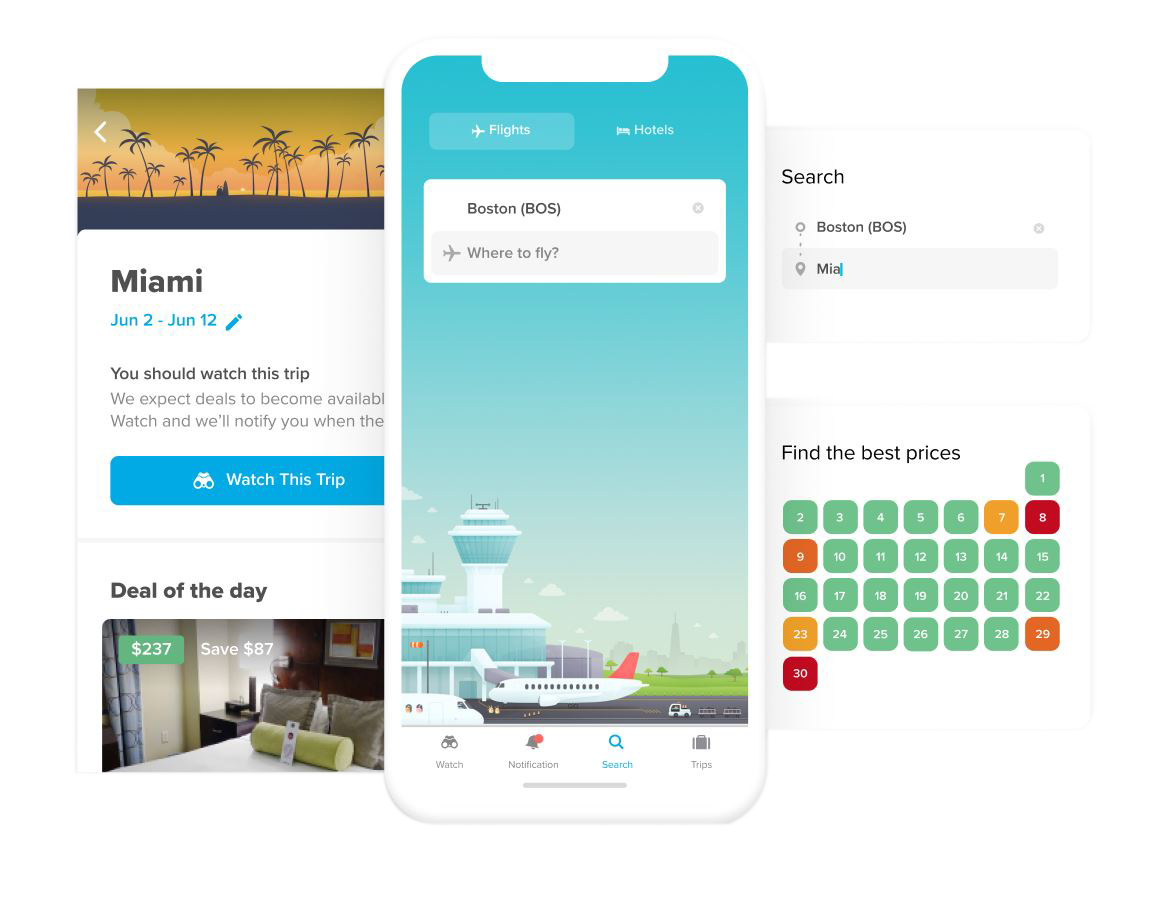 Miami
Jun 2 - Jun 12
You should watch this trip
We expect deals to become availabl
Watch and we'll notify you when the
Watch This Trip
Deal of the day
$237 Save $87
Flights Hotels
Boston (BOS)
Where to fly?
Watch Notification Search Trips
Search
Boston (BOS)
Mia
Find the best prices
1
2 3 4 5 6 7 8
9 10 11 12 13 14 15
16 17 18 19 20 21 22
23 24 25 26 27 28 29
30